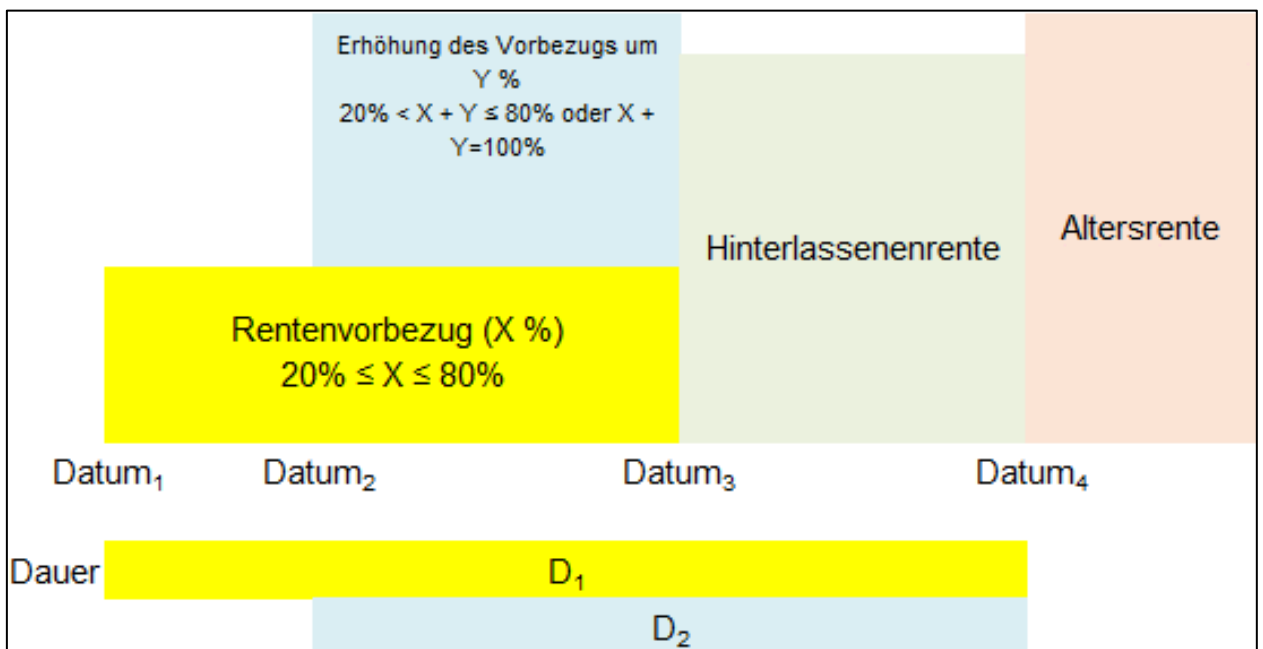 Erhöhung des Vorbezugs um
Y %
20% < X + Y ≤ 80% oder X +
Y=100%
Hinterlassenenrente
Altersrente
Rentenvorbezug (X %)
20% ≤ X ≤ 80%
Datum₁ Datum₂ Datum₃ Datum₄
Dauer D₁
D₂